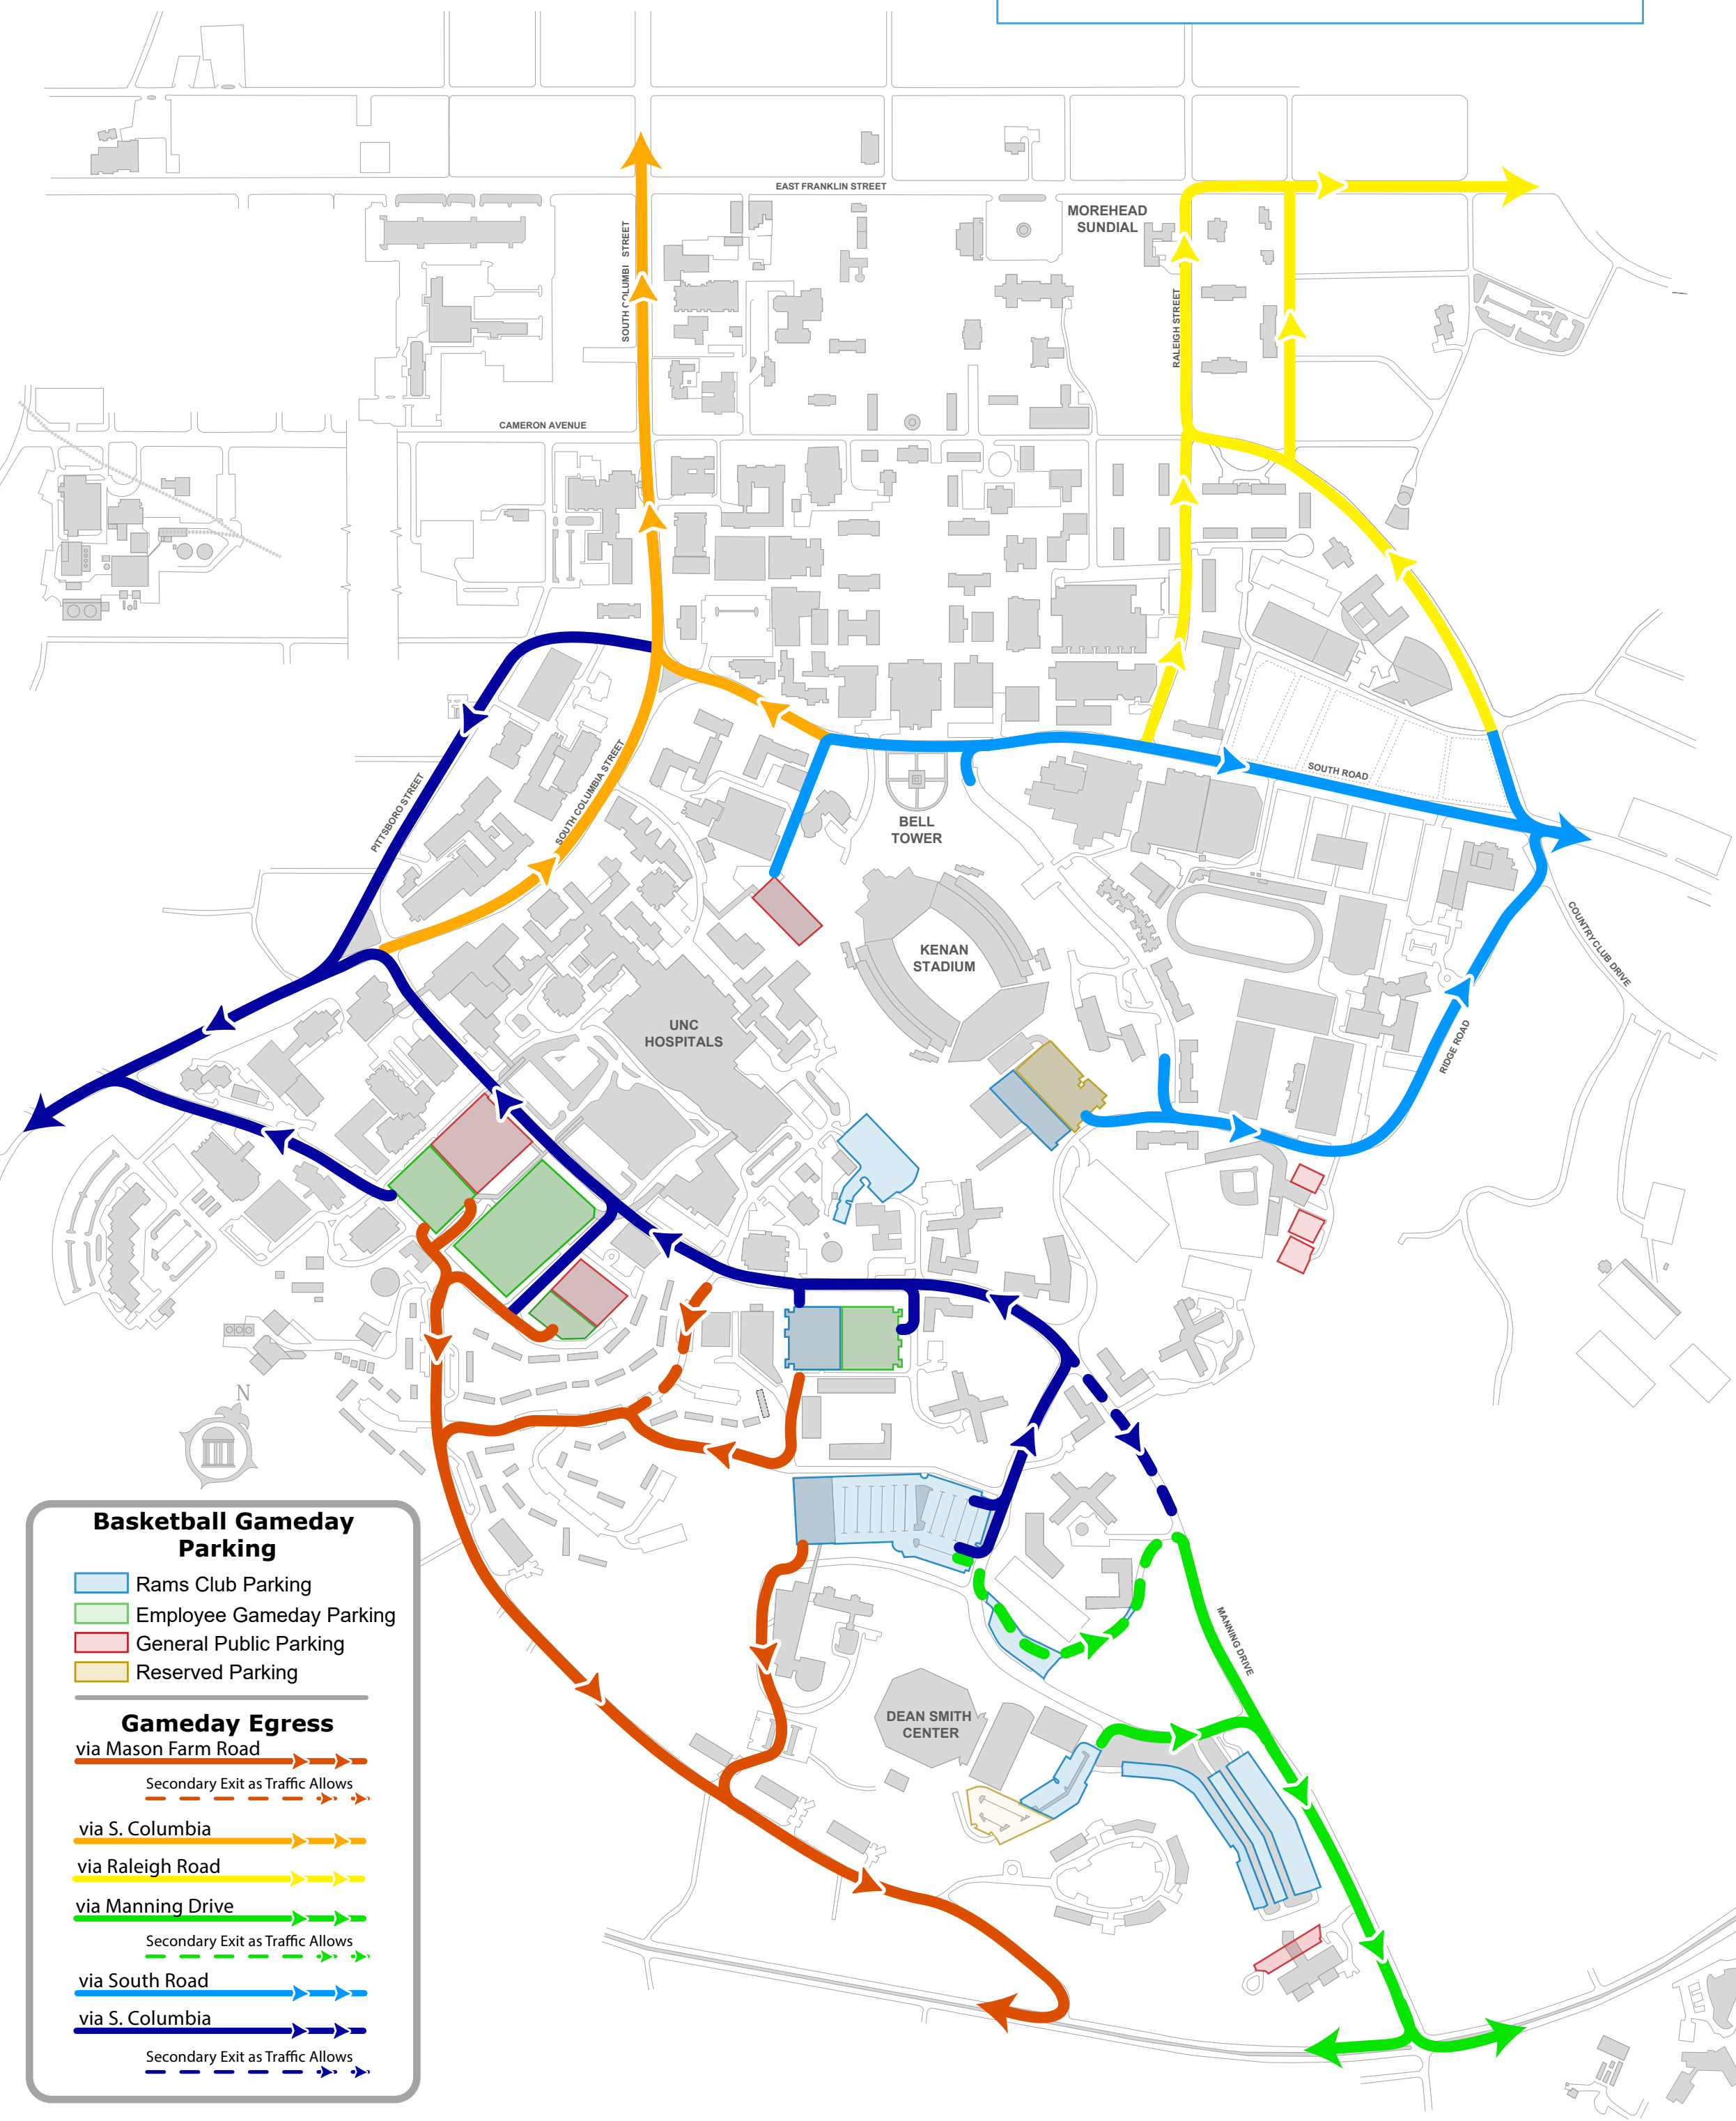 EAST FRANKLIN STREET
MOREHEAD
SUNDIAL
SOUTH COLUMBI STREET
RALEIGH STREET
CAMERON AVENUE
PITTSBORO STREET
SOUTH COLUMBIA STREET
SOUTH ROAD
BELL
TOWER
COUNTRY CLUB DRIVE
KENAN
STADIUM
UNC
HOSPITALS
RIDGE ROAD
N
MANNING DRIVE
DEAN SMITH
CENTER
Basketball Gameday
Parking
Rams Club Parking
Employee Gameday Parking
General Public Parking
Reserved Parking
Gameday Egress
via Mason Farm Road
Secondary Exit as Traffic Allows
via S. Columbia
via Raleigh Road
via Manning Drive
Secondary Exit as Traffic Allows
via South Road
via S. Columbia
Secondary Exit as Traffic Allows